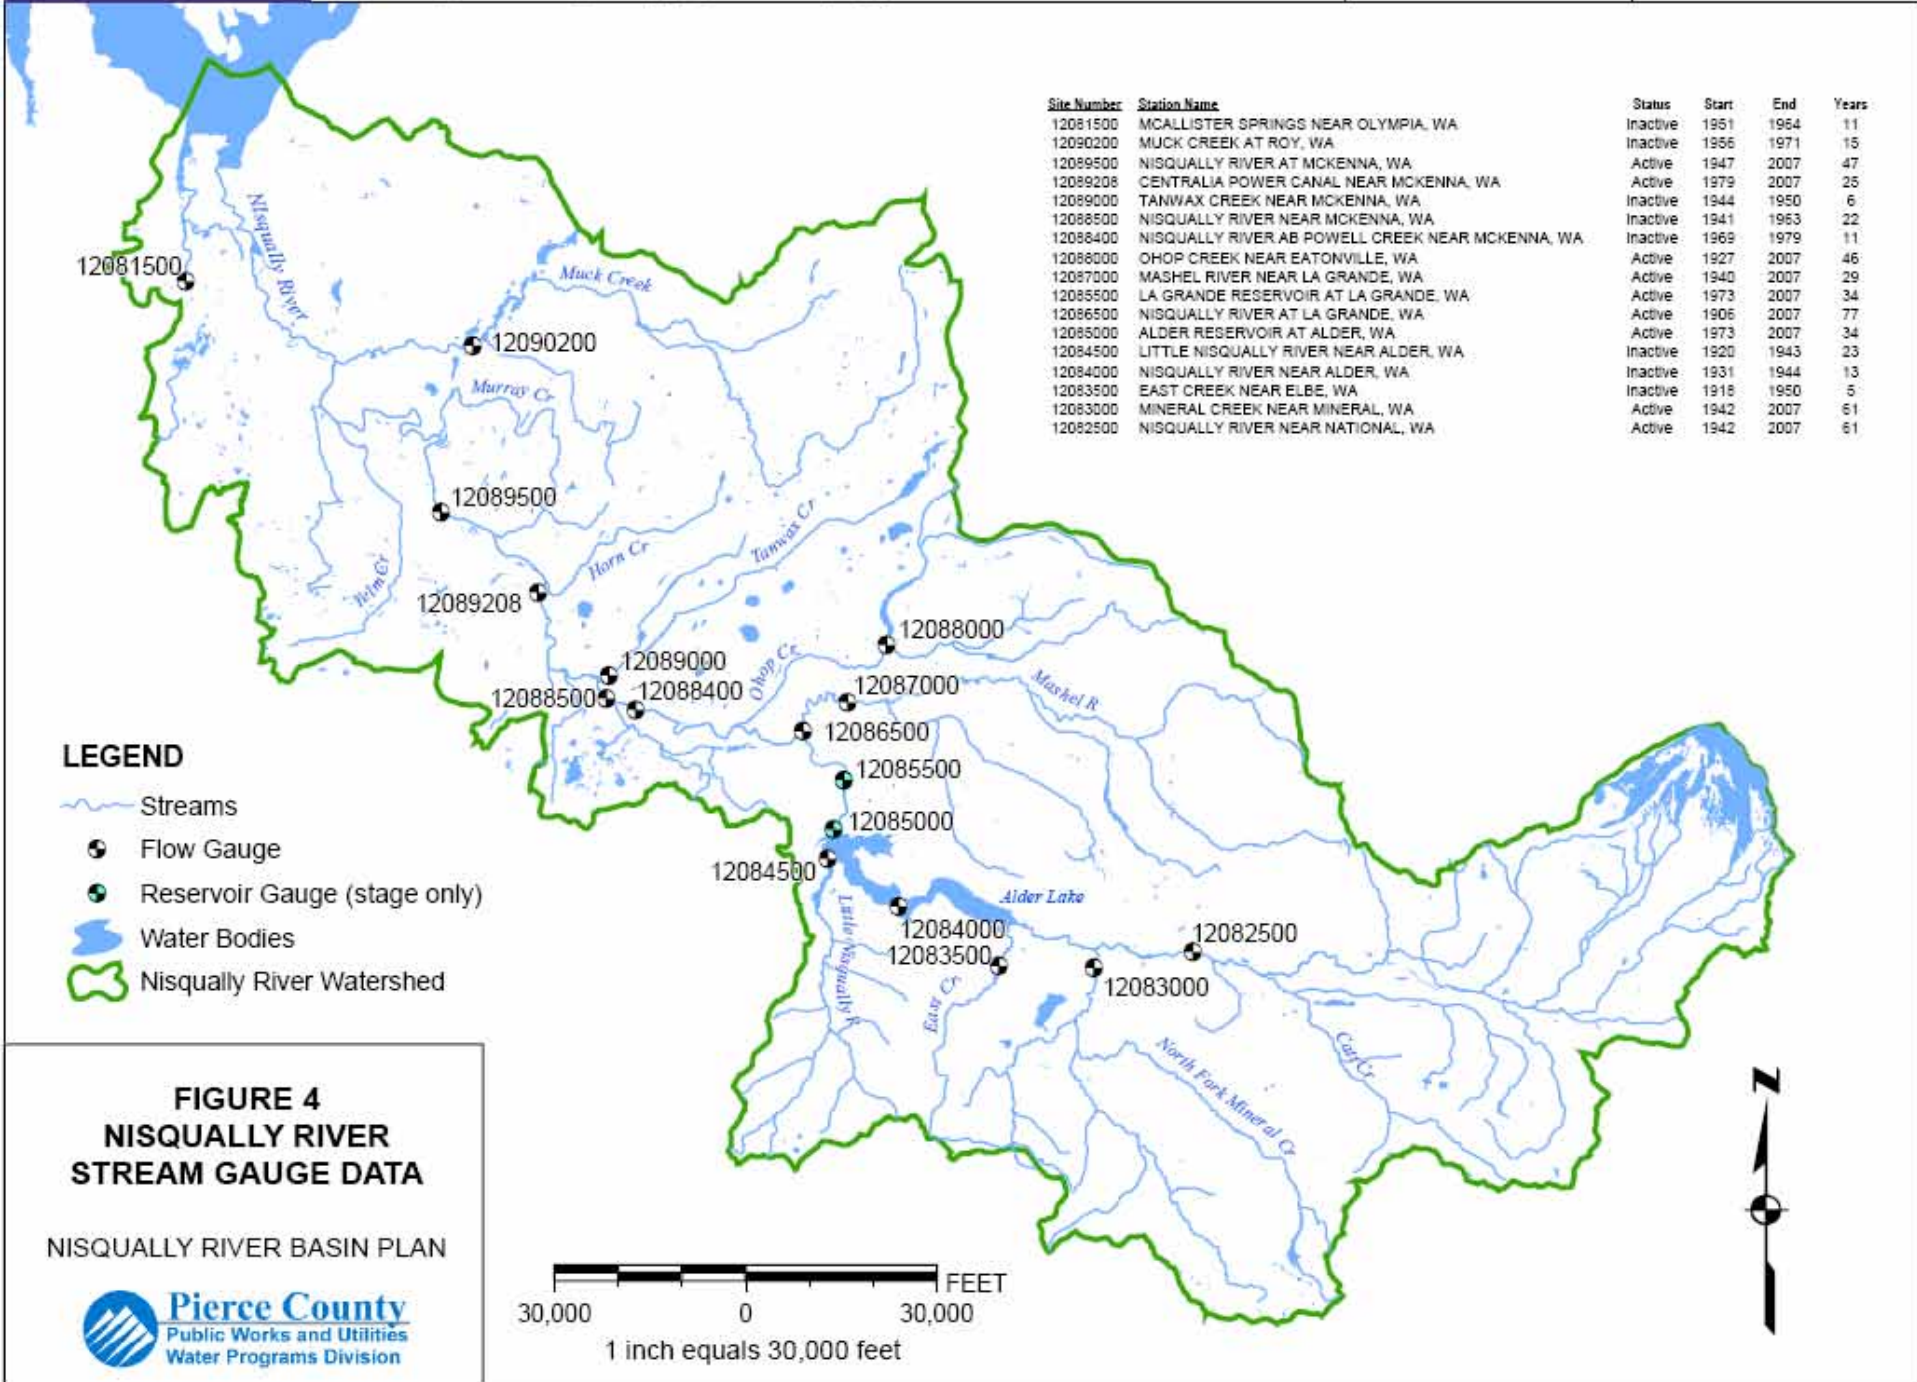 Site Number Station Name Status Start End Years
12081500 MCALLISTER SPRINGS NEAR OLYMPIA, WA Inactive 1951 1964 11
12090200 MUCK CREEK AT ROY, WA Inactive 1956 1971 15
12089500 NISQUALLY RIVER AT MCKENNA, WA Active 1947 2007 47
12089208 CENTRALIA POWER CANAL NEAR MCKENNA, WA Active 1979 2007 25
12089000 TANWAX CREEK NEAR MCKENNA, WA Inactive 1944 1950 6
12088500 NISQUALLY RIVER NEAR MCKENNA, WA Inactive 1941 1963 22
12088400 NISQUALLY RIVER AB POWELL CREEK NEAR MCKENNA, WA Inactive 1969 1979 11
12088000 OHOP CREEK NEAR EATONVILLE, WA Active 1927 2007 46
12087000 MASHEL RIVER NEAR LA GRANDE, WA Active 1940 2007 29
12085500 LA GRANDE RESERVOIR AT LA GRANDE, WA Active 1973 2007 34
12086500 NISQUALLY RIVER AT LA GRANDE, WA Active 1906 2007 77
12085000 ALDER RESERVOIR AT ALDER, WA Active 1973 2007 34
12084500 LITTLE NISQUALLY RIVER NEAR ALDER, WA Inactive 1920 1943 23
12084000 NISQUALLY RIVER NEAR ALDER, WA Inactive 1931 1944 13
12083500 EAST CREEK NEAR ELBE, WA Inactive 1918 1950 5
12083000 MINERAL CREEK NEAR MINERAL, WA Active 1942 2007 61
12082500 NISQUALLY RIVER NEAR NATIONAL, WA Active 1942 2007 61
Nisqually River
12081500
Muck Creek
12090200
Murray Cr
12089500
Tanwax Cr
Horn Cr
Yelm Cr
12089208
12088000
12089000
Ohop Cr
12088500
12088400
12087000
Mashel R
12086500
12085500
12085000
12084500
Alder Lake
Little Nisqually R
12084000
12083500
12082500
12083000
East Cr
North Fork Mineral Cr
Catt Cr
LEGEND
Streams
Flow Gauge
Reservoir Gauge (stage only)
Water Bodies
Nisqually River Watershed
FIGURE 4
NISQUALLY RIVER
STREAM GAUGE DATA
NISQUALLY RIVER BASIN PLAN
Pierce County
Public Works and Utilities
Water Programs Division
FEET
30,000 0 30,000
1 inch equals 30,000 feet
N